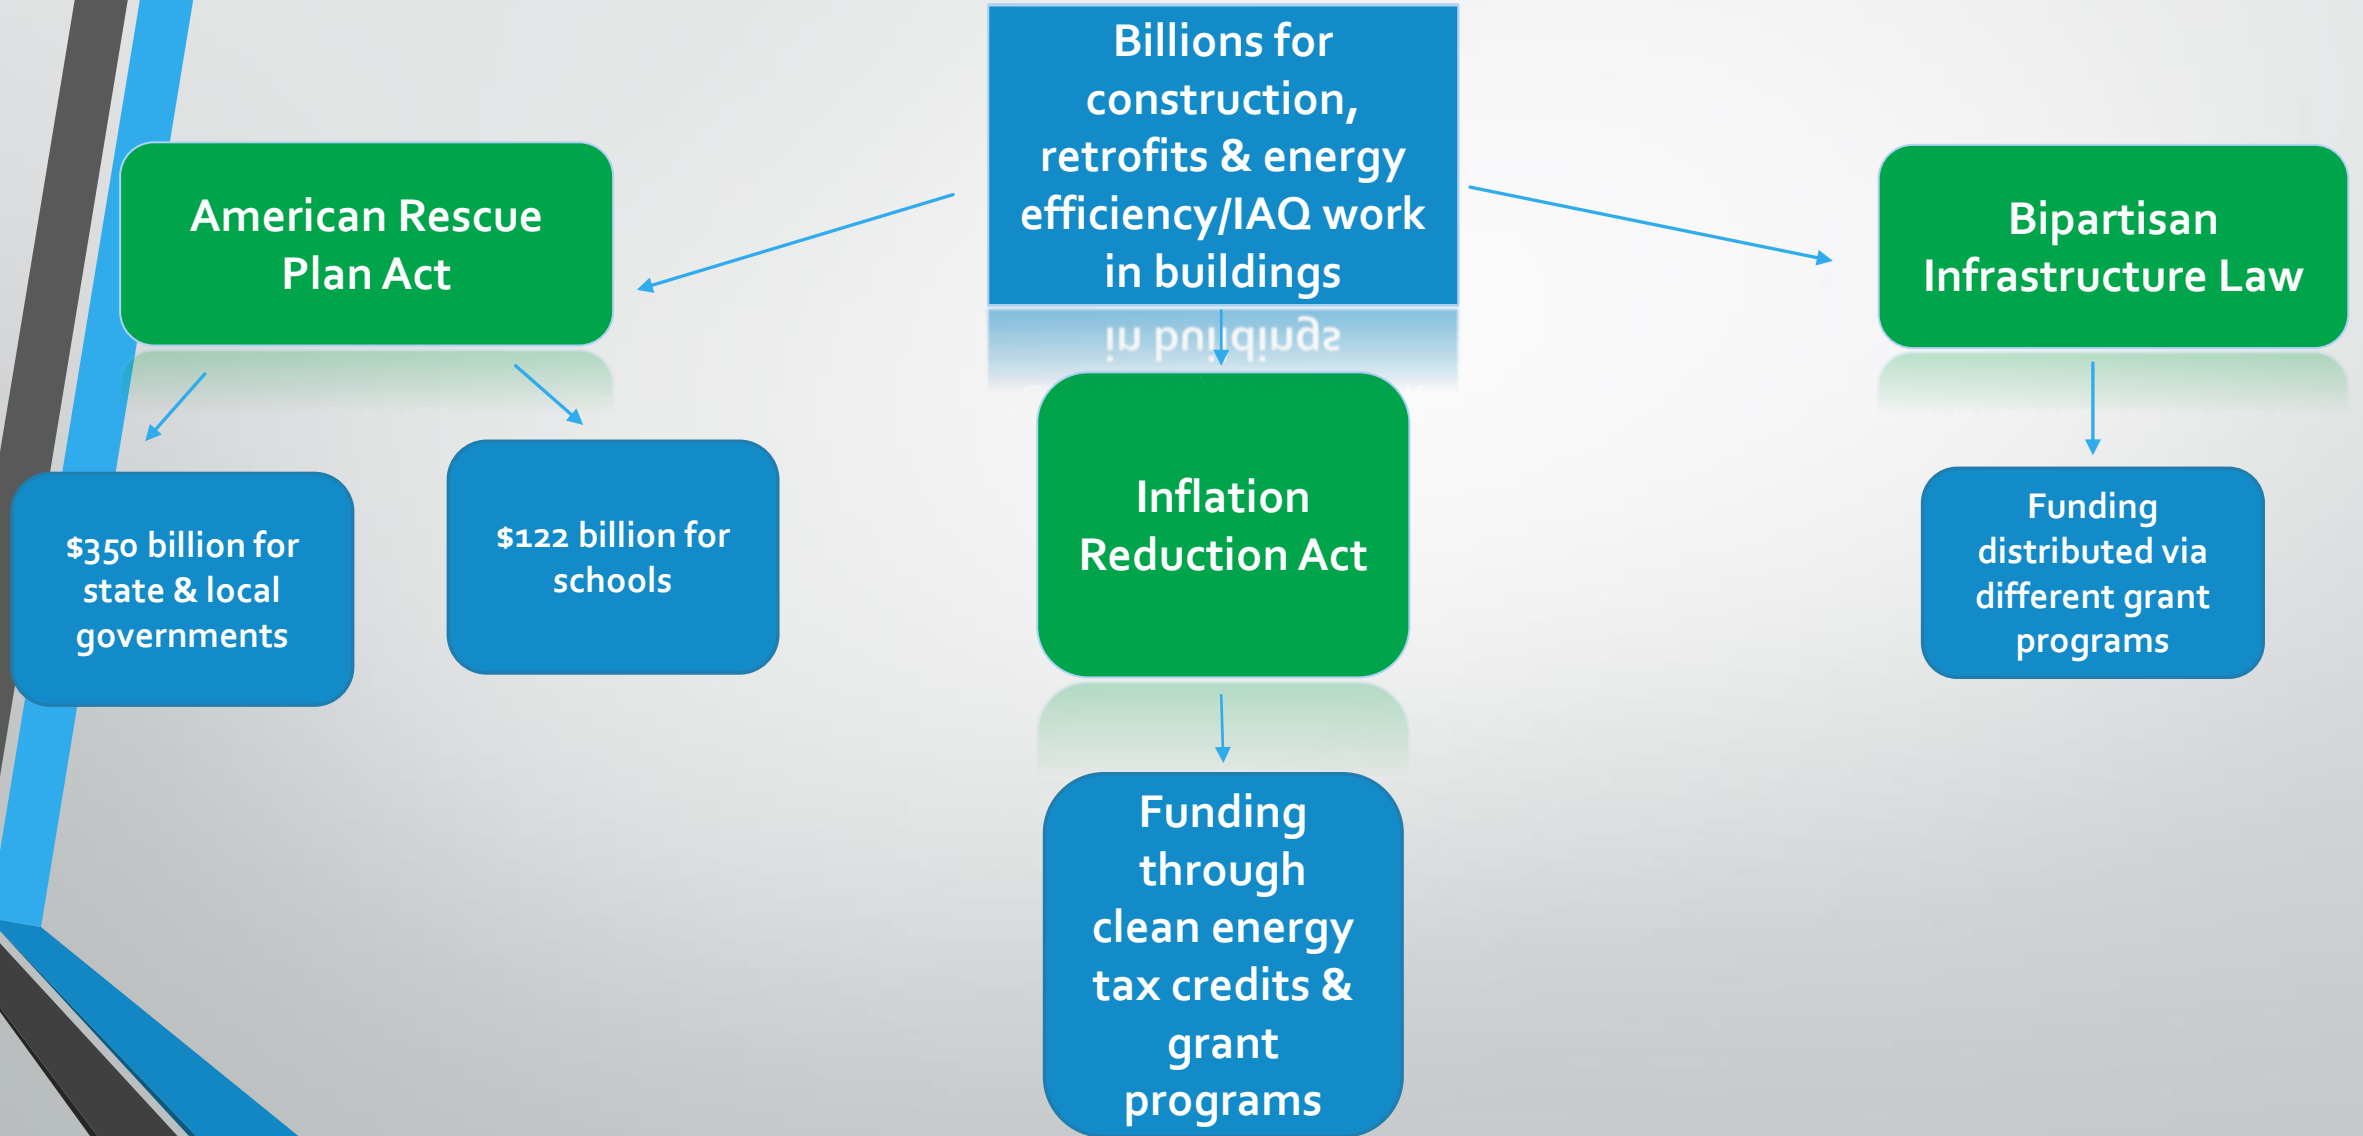 Billions for
construction,
retrofits & energy
efficiency/IAQ work
in buildings
American Rescue
Plan Act
Bipartisan
Infrastructure Law
$350 billion for
state & local
governments
$122 billion for
schools
Inflation
Reduction Act
Funding
distributed via
different grant
programs
Funding
through
clean energy
tax credits &
grant
programs